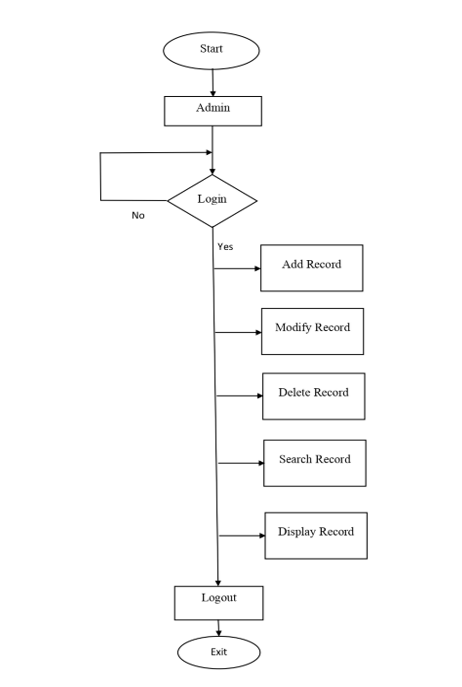 Start
Admin
Login
No
Yes
Add Record
Modify Record
Delete Record
Search Record
Display Record
Logout
Exit